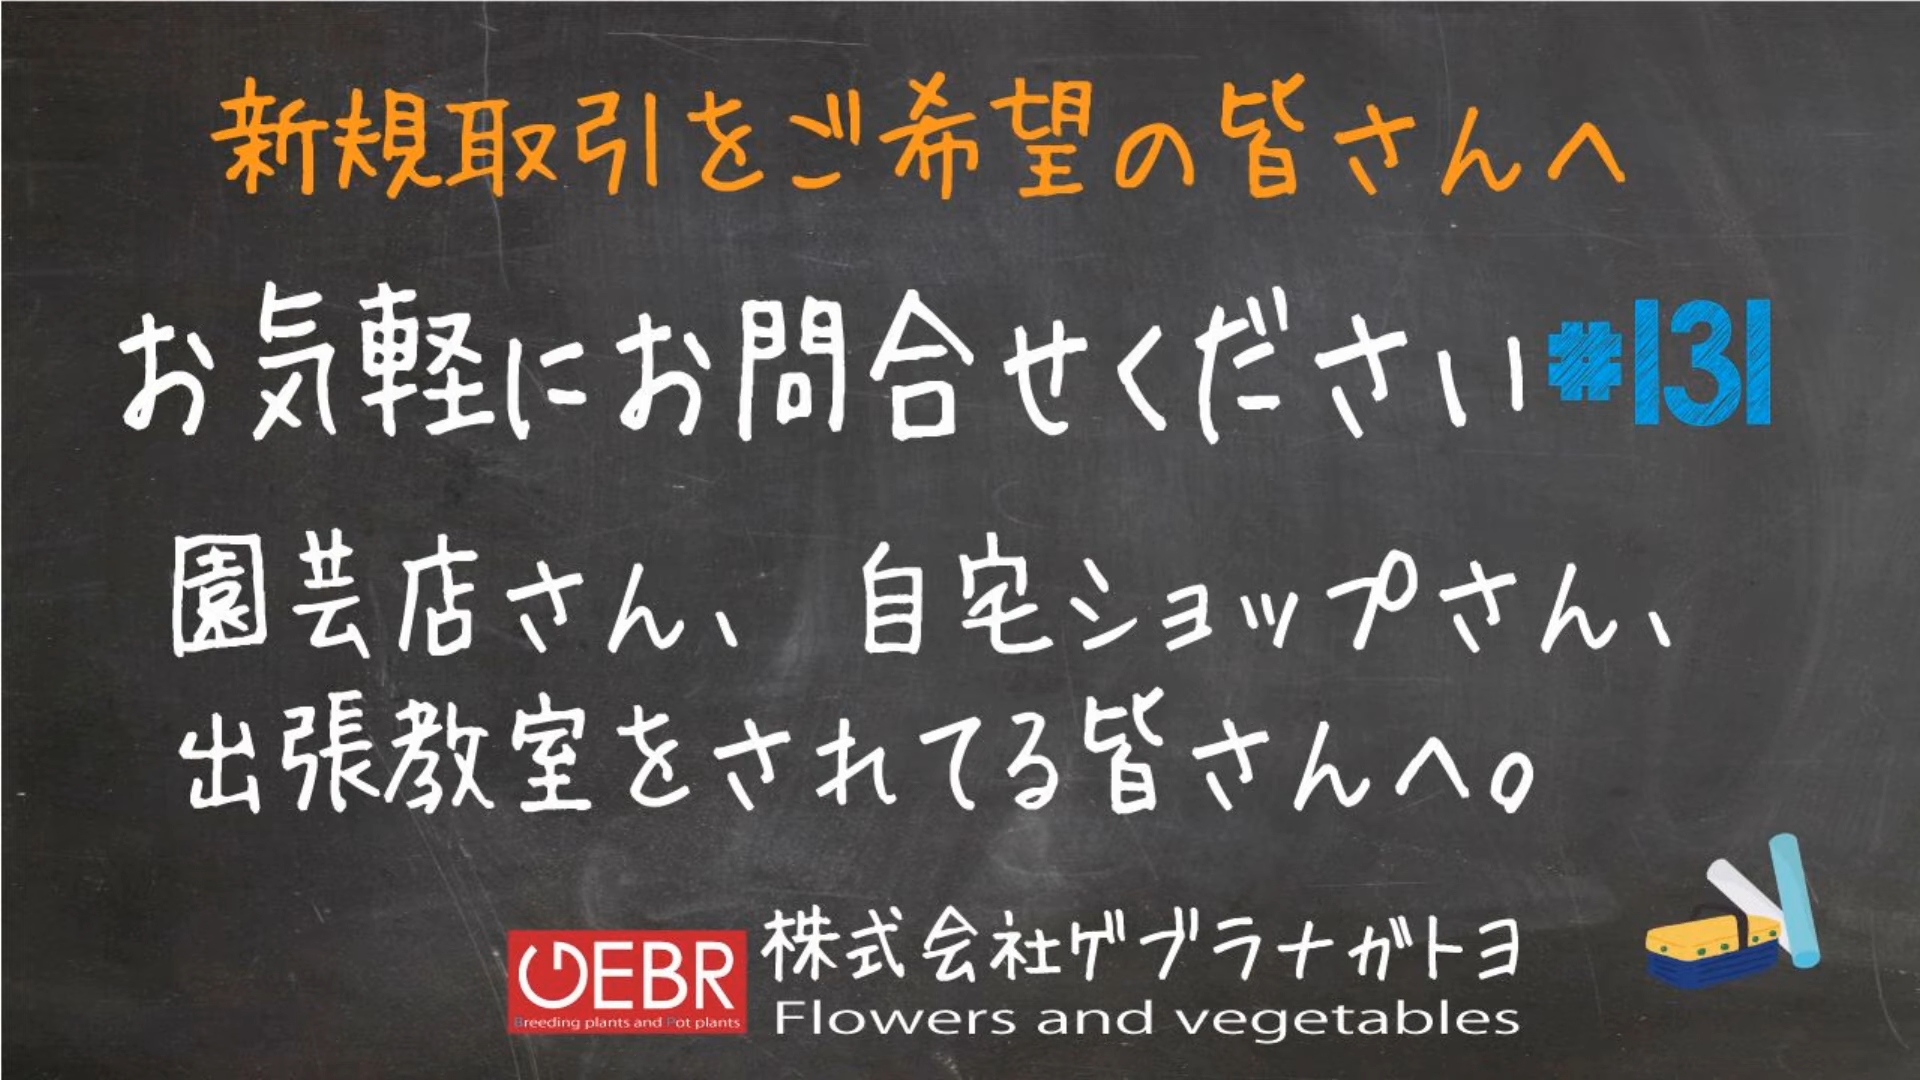 新規取引をご希望の皆さんへ
お気軽にお問合せください#131
園芸店さん、自宅ショップさん、
出張教室をされてる皆さんへ。
GEBR
Breeding plants and Pot plants
株式会社ゲブラナガトヨ
Flowers and vegetables